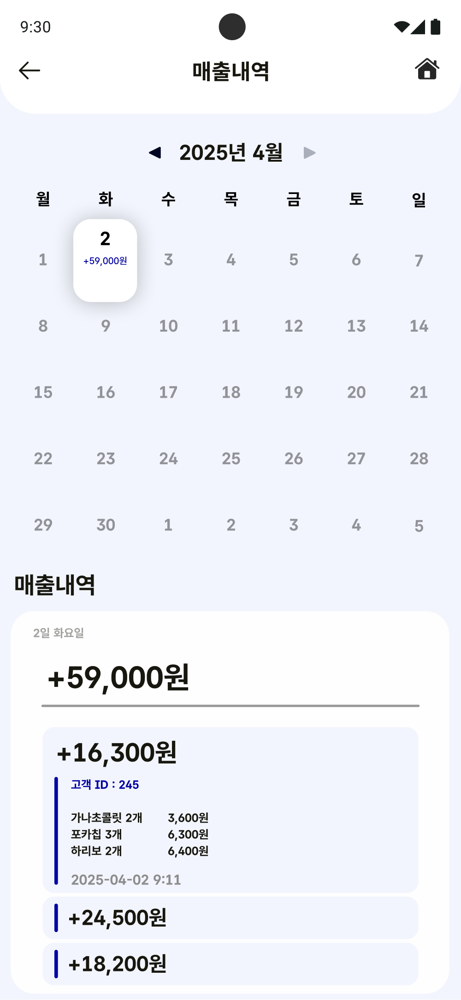 9:30
매출내역
2025년 4월
월 화 수 목 금 토 일
1 2 3 4 5 6 7
+59,000원
8 9 10 11 12 13 14
15 16 17 18 19 20 21
22 23 24 25 26 27 28
29 30 1 2 3 4 5
매출내역
2일 화요일
+59,000원
+16,300원
고객 ID : 245
가나초콜릿 2개 3,600원
포카칩 3개 6,300원
하리보 2개 6,400원
2025-04-02 9:11
+24,500원
+18,200원